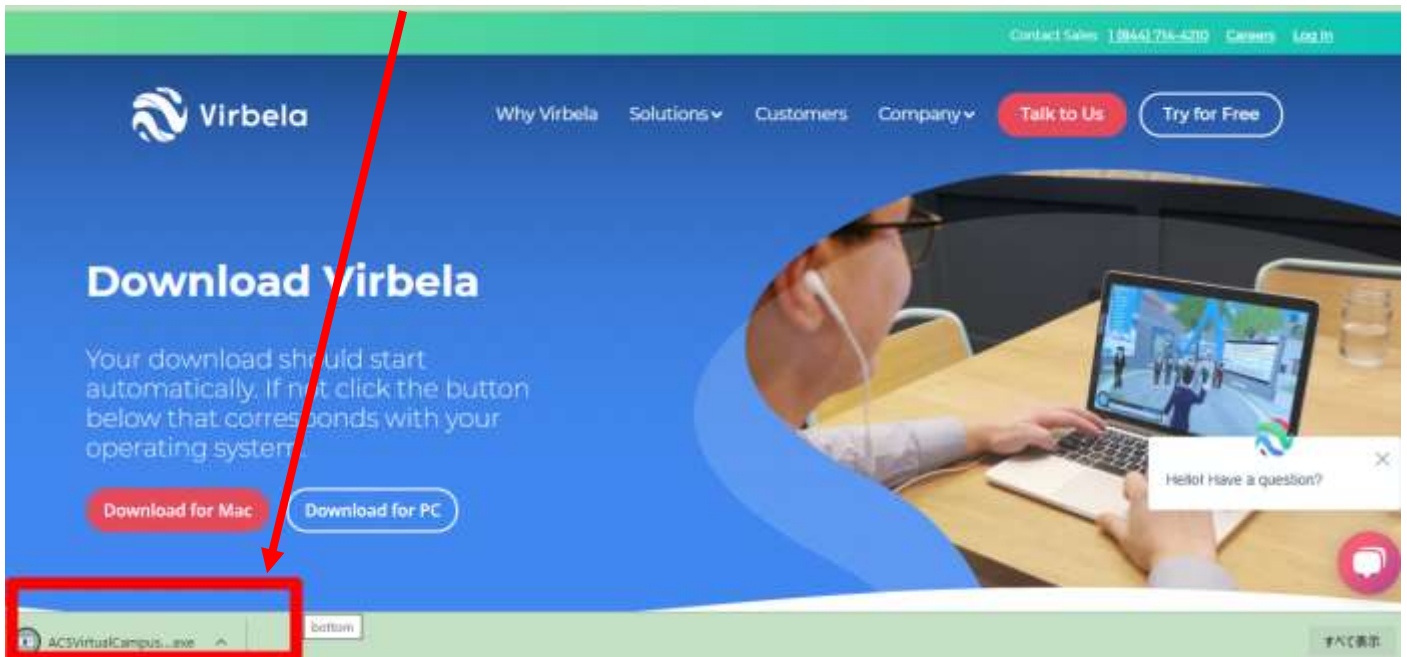 Contact Sales 1 (844) 714-4210 Careers Log In
Virbela Why Virbela Solutions Customers Company Talk to Us Try for Free
Download Virbela
Your download should start
automatically. If not click the button
below that corresponds with your
operating system.
Download for Mac Download for PC
Hello! Have a question?
bottom
ACSVirtualCampus....exe すべて表示